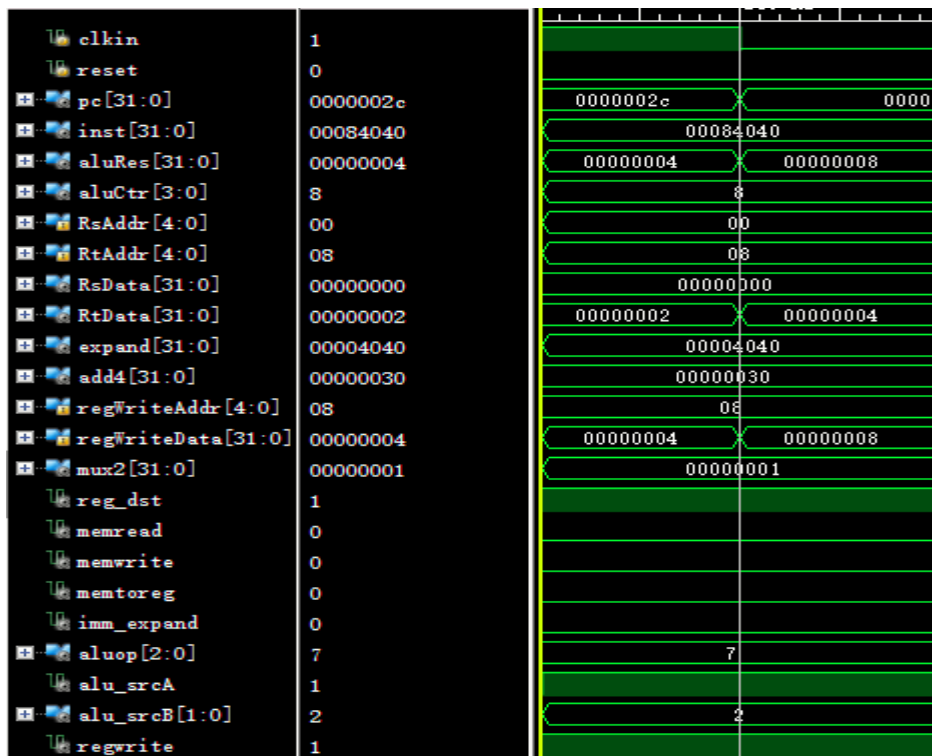 clkin 1
reset 0
pc[31:0] 0000002c 0000002c 0000
inst[31:0] 00084040 00084040
aluRes[31:0] 00000004 00000004 00000008
aluCtr[3:0] 8 8
RsAddr[4:0] 00 00
RtAddr[4:0] 08 08
RsData[31:0] 00000000 00000000
RtData[31:0] 00000002 00000002 00000004
expand[31:0] 00004040 00004040
add4[31:0] 00000030 00000030
regWriteAddr[4:0] 08 08
regWriteData[31:0] 00000004 00000004 00000008
mux2[31:0] 00000001 00000001
reg_dst 1
memread 0
memwrite 0
memtoreg 0
imm_expand 0
aluop[2:0] 7 7
alu_srcA 1
alu_srcB[1:0] 2 2
regwrite 1